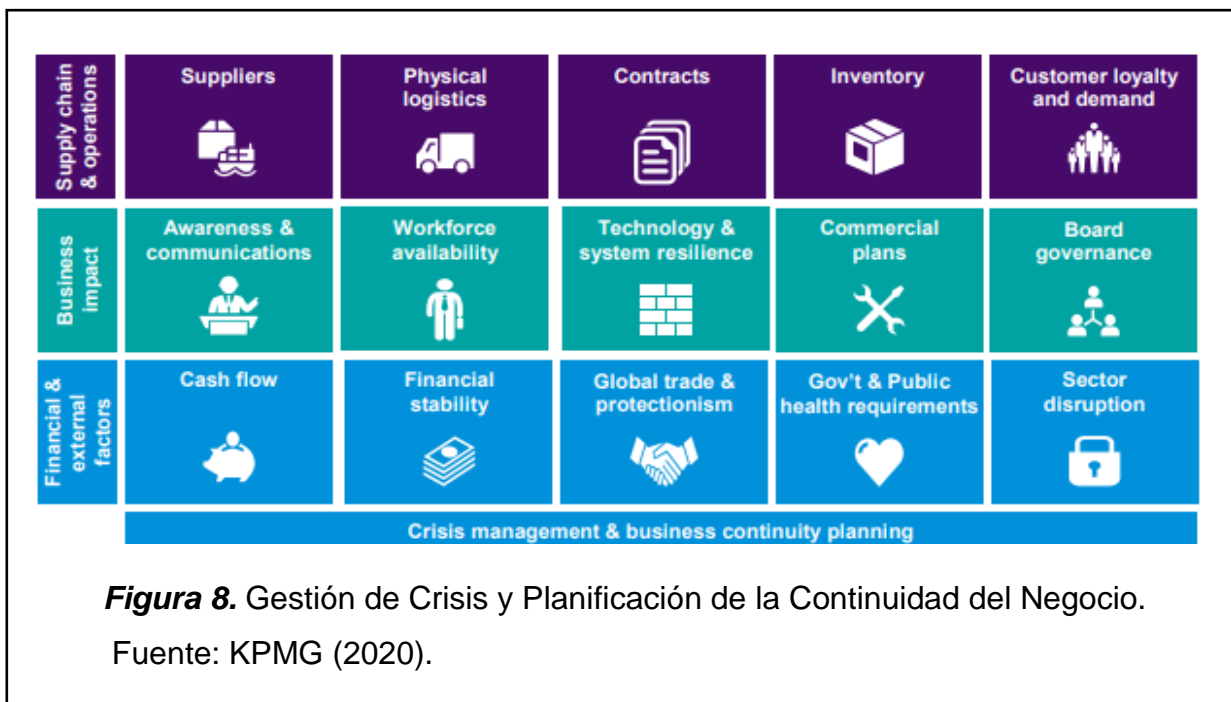 Supply chain
& operations
Suppliers
Physical
logistics
Contracts
Inventory
Customer loyalty
and demand
Business
impact
Awareness &
communications
Workforce
availability
Technology &
system resilience
Commercial
plans
Board
governance
Financial &
external
factors
Cash flow
Financial
stability
Global trade &
protectionism
Gov't & Public
health requirements
Sector
disruption
Crisis management & business continuity planning
Figura 8. Gestión de Crisis y Planificación de la Continuidad del Negocio.
Fuente: KPMG (2020).